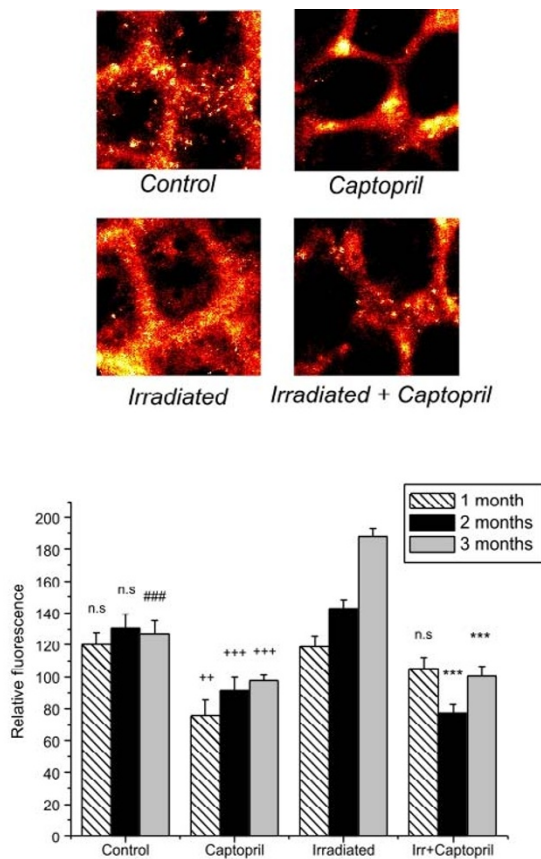 Control
Captopril
Irradiated
Irradiated + Captopril
1 month
2 months
3 months
Relative fluorescence
200
180
160
140
120
100
80
60
40
20
0
n.s
n.s
###
++
+++
+++
n.s
***
***
Control
Captopril
Irradiated
Irr+Captopril